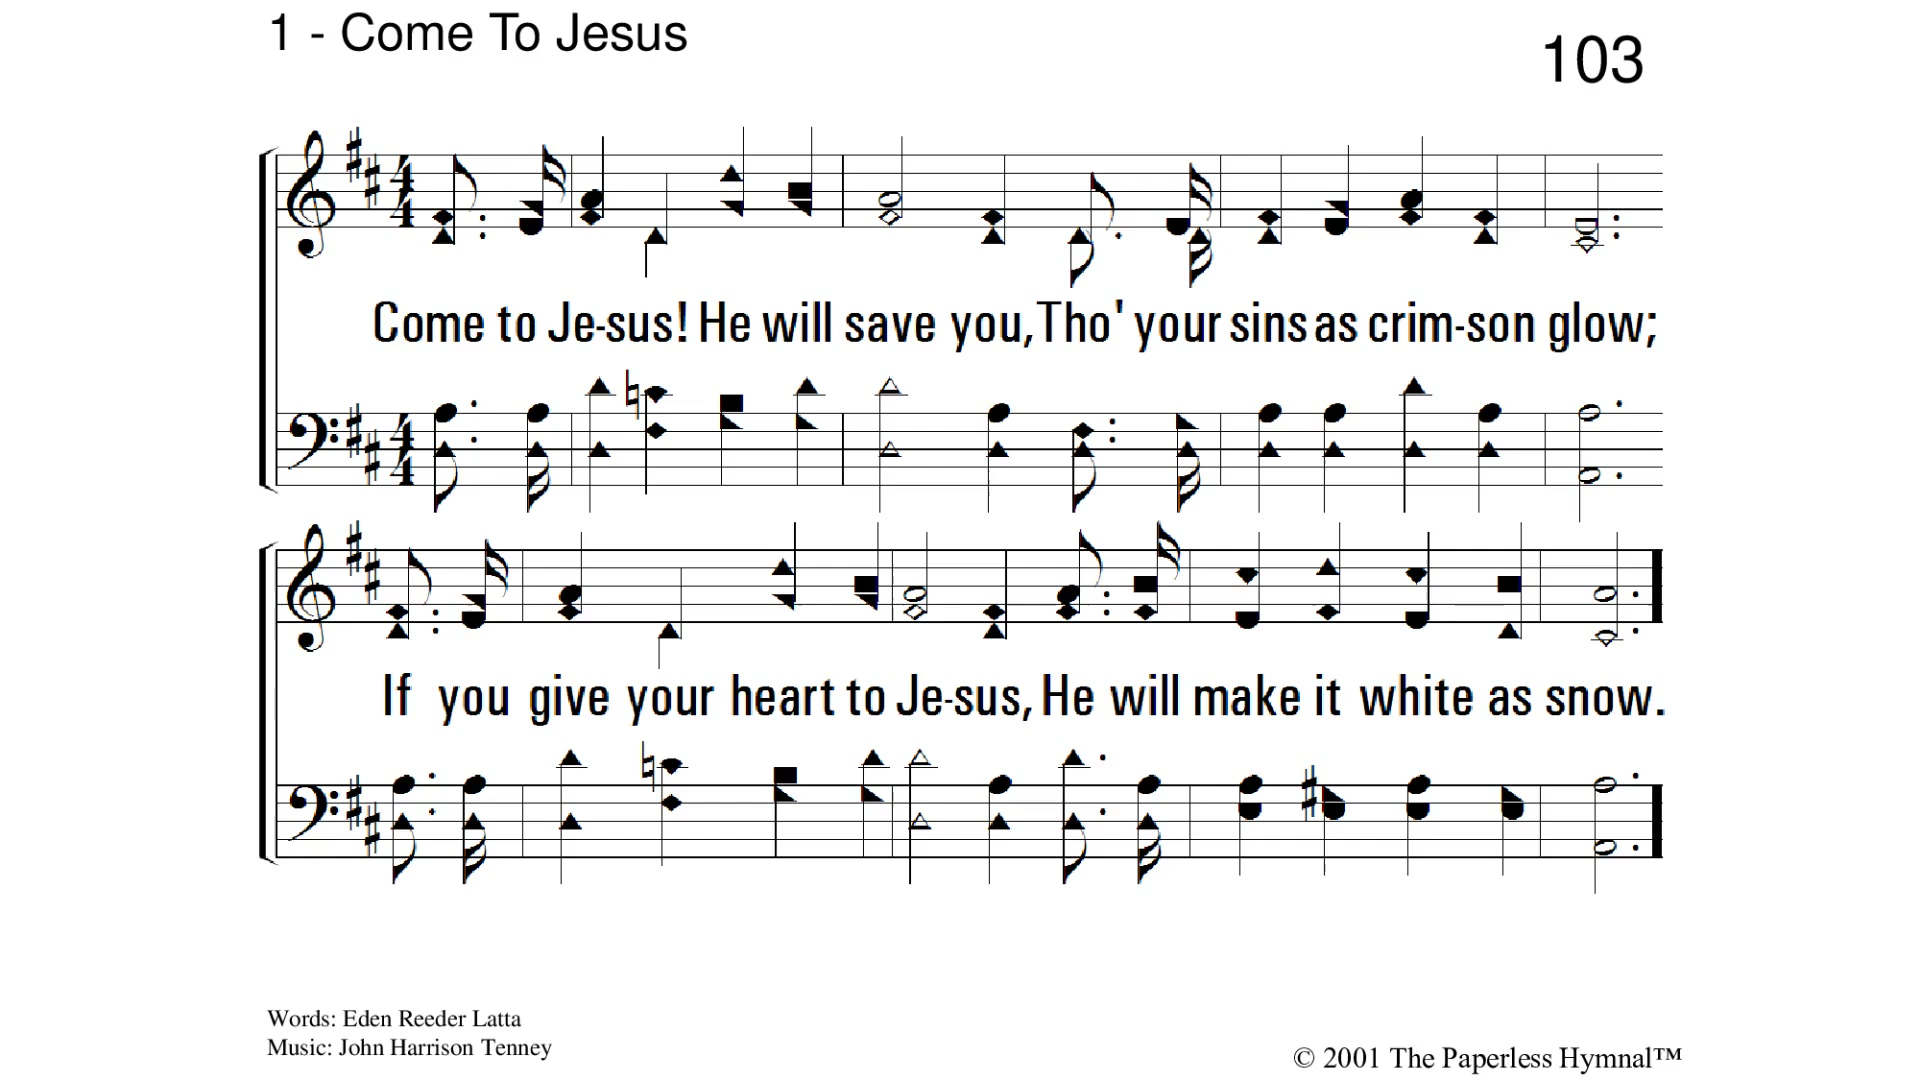 1 - Come To Jesus
103
Come to Je-sus! He will save you, Tho' your sins as crim-son glow;
If you give your heart to Je-sus, He will make it white as snow.
Words: Eden Reeder Latta
Music: John Harrison Tenney
© 2001 The Paperless Hymnal™